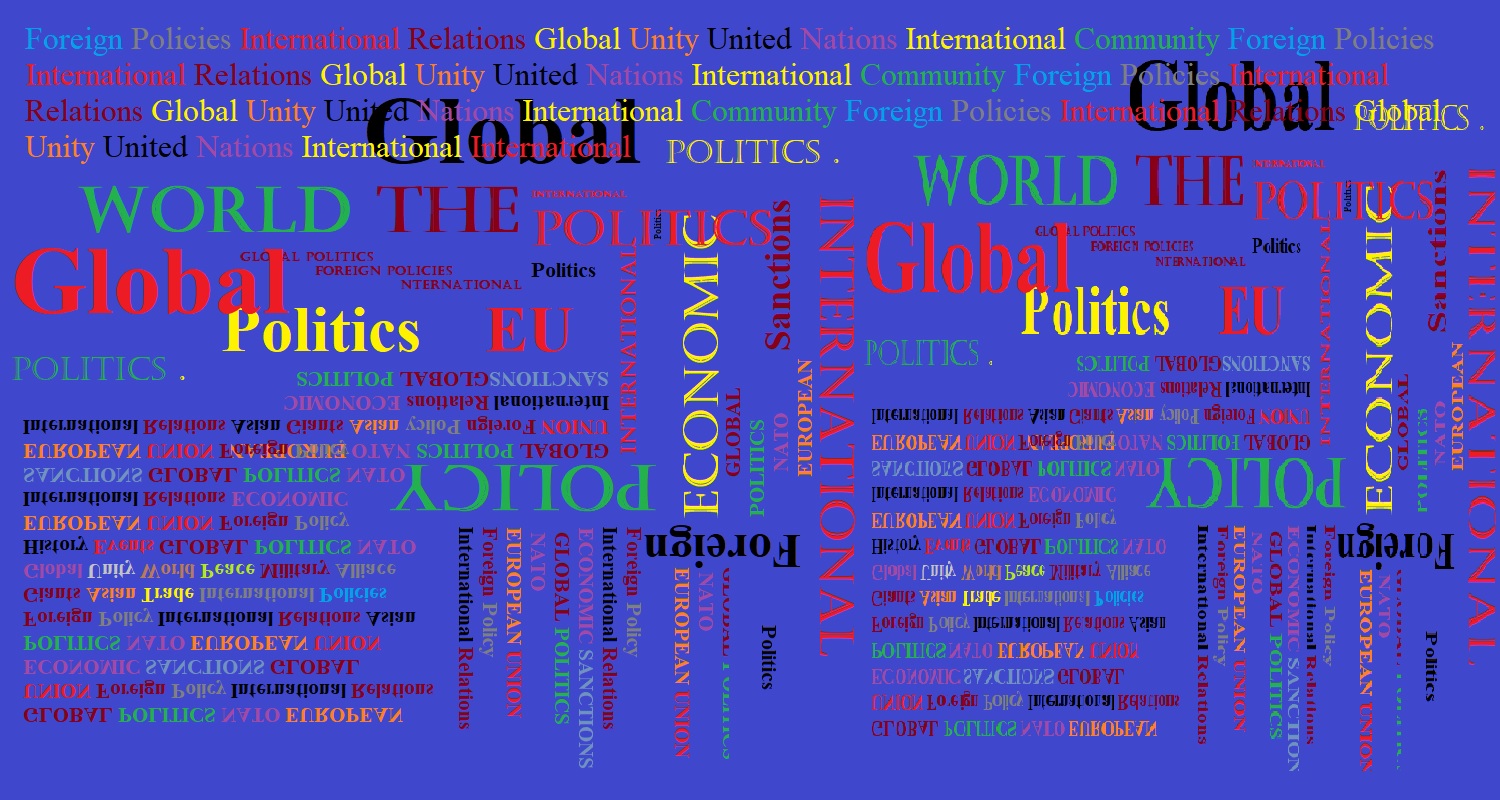 Foreign Policies International Relations Global Unity United Nations International Community Foreign Policies
International Relations Global Unity United Nations International Community Foreign Policies International
Relations Global Unity United Nations International Community Foreign Policies International Relations Global
Unity United Nations International International
Global
POLITICS .
WORLD THE
INTERNATIONAL
POLITICS
Politics
Global
GLOBAL POLITICS
FOREIGN POLICIES
NTERNATIONAL
Politics
Politics
EU
POLITICS .
SANCTIONSGLOBAL POLITICS
International Relations ECONOMIC
UNION Foreign Policy
GLOBAL POLITICS
International Relations Asian Giants Asian
EUROPEAN UNION Foreign
SANCTIONS GLOBAL POLITICS NATO
International Relations ECONOMIC
EUROPEAN UNION Foreign Policy
History Events GLOBAL POLITICS NATO
Global Unity World Peace Military Alliace
Giants Asian Trade International Policies
Foreign Policy International Relations Asian
POLITICS NATO EUROPEAN UNION
ECONOMIC SANCTIONS GLOBAL
UNION Foreign Policy International Relations
GLOBAL POLITICS NATO EUROPEAN
POLICY
Foreign
INTERNATIONAL
ECONOMIC
Sanctions
INTERNATIONAL
GLOBAL
POLITICS
NATO
EUROPEAN
International Relations
Foreign Policy
EUROPEAN UNION
NATO
GLOBAL POLITICS
ECONOMIC SANCTIONS
International Relations
Foreign Policy
EUROPEAN UNION
NATO
Politics
Global
POLITICS .
WORLD THE
INTERNATIONAL
POLITICS
Politics
Global
GLOBAL POLITICS
FOREIGN POLICIES
NTERNATIONAL
Politics
Politics
EU
POLITICS .
SANCTIONSGLOBAL POLITICS
International Relations ECONOMIC
UNION Foreign Policy
GLOBAL POLITICS
International Relations Asian Giants Asian
EUROPEAN UNION Foreign
SANCTIONS GLOBAL POLITICS NATO
International Relations ECONOMIC
EUROPEAN UNION Foreign Policy
History Events GLOBAL POLITICS NATO
Global Unity World Peace Military Alliace
Giants Asian Trade International Policies
Foreign Policy International Relations Asian
POLITICS NATO EUROPEAN UNION
ECONOMIC SANCTIONS GLOBAL
UNION Foreign Policy International Relations
GLOBAL POLITICS NATO EUROPEAN
POLICY
Foreign
INTERNATIONAL
ECONOMIC
Sanctions
INTERNATIONAL
GLOBAL
POLITICS
NATO
EUROPEAN
International Relations
Foreign Policy
EUROPEAN UNION
NATO
GLOBAL POLITICS
ECONOMIC SANCTION
International Relations
Foreign Policy
EUROPEAN UNION
NATO
Politics